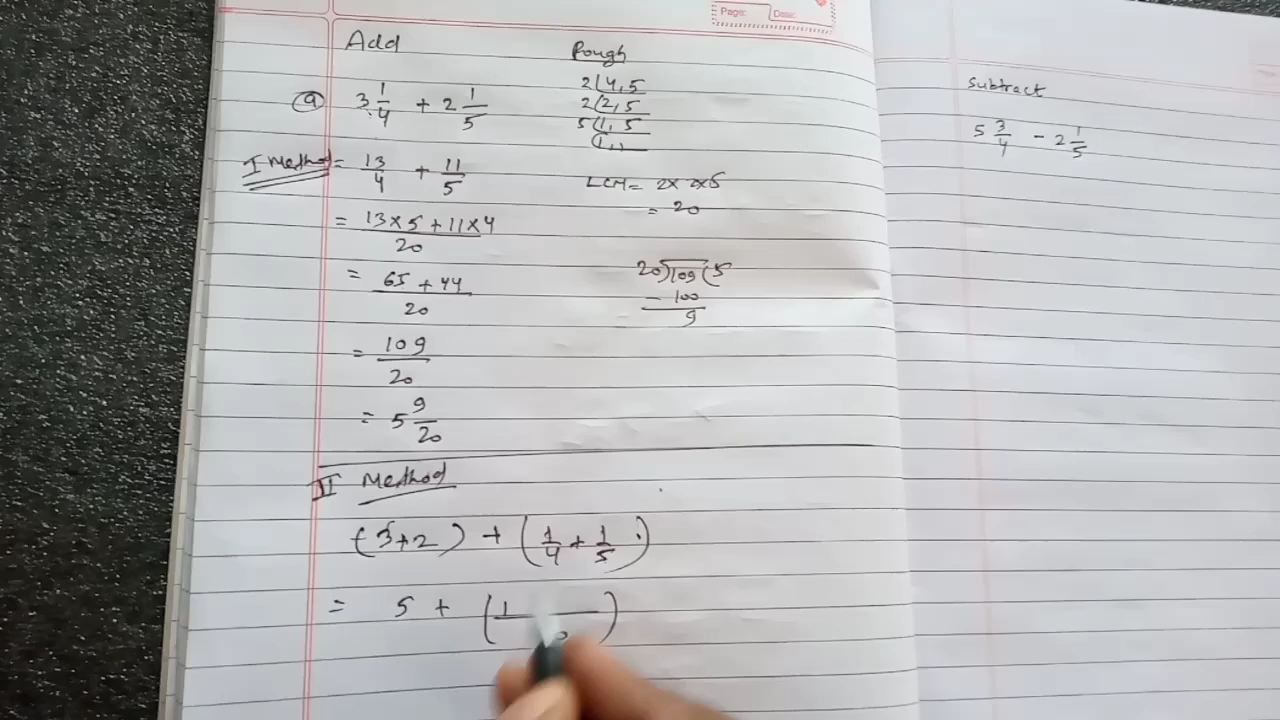 Page: Date:
Add
Rough
(a) 3 1/4 + 2 1/5
2 | 4, 5
2 | 2, 5
5 | 1, 5
1, 1
I Method = 13/4 + 11/5
LCM = 2 x 2 x 5
= 20
= 13 × 5 + 11 × 4 / 20
= 65 + 44 / 20
20 ) 109 ( 5
- 100
9
= 109 / 20
= 5 9/20
II Method
(3+2) + (1/4 + 1/5)
= 5 + (1
Subtract
5 3/4 - 2 1/5